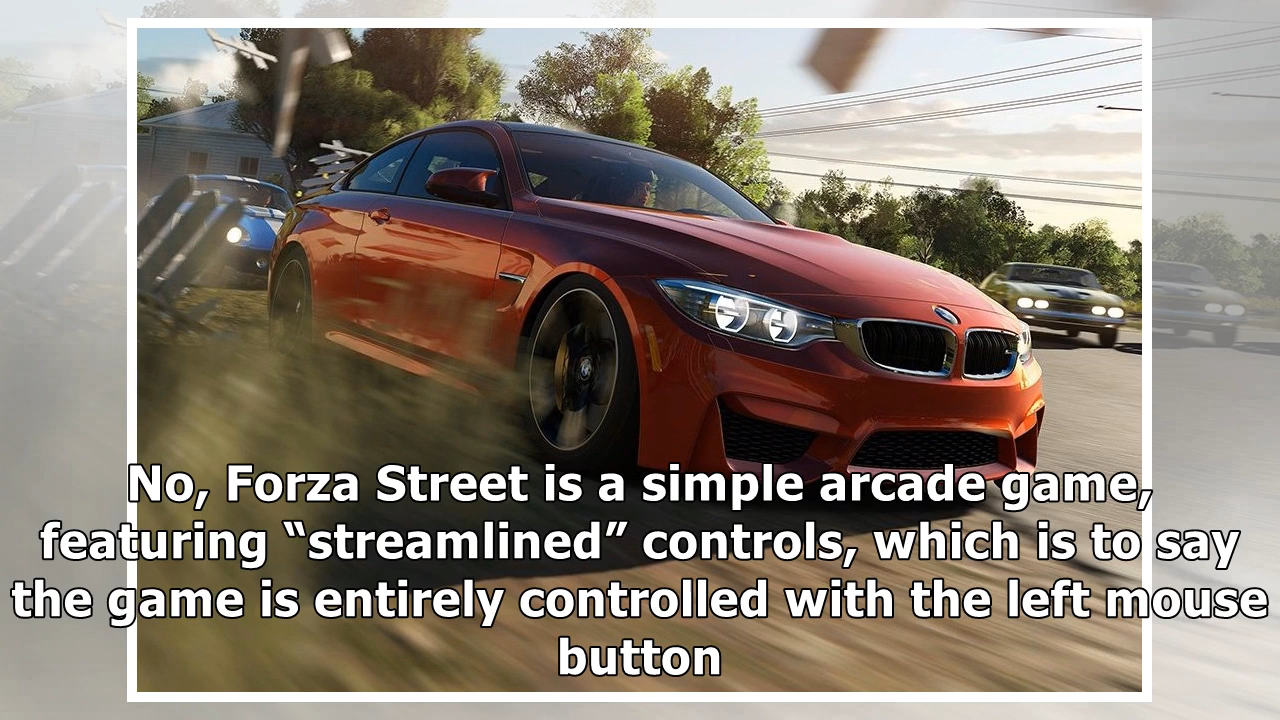 No, Forza Street is a simple arcade game,
featuring “streamlined” controls, which is to say
the game is entirely controlled with the left mouse
button